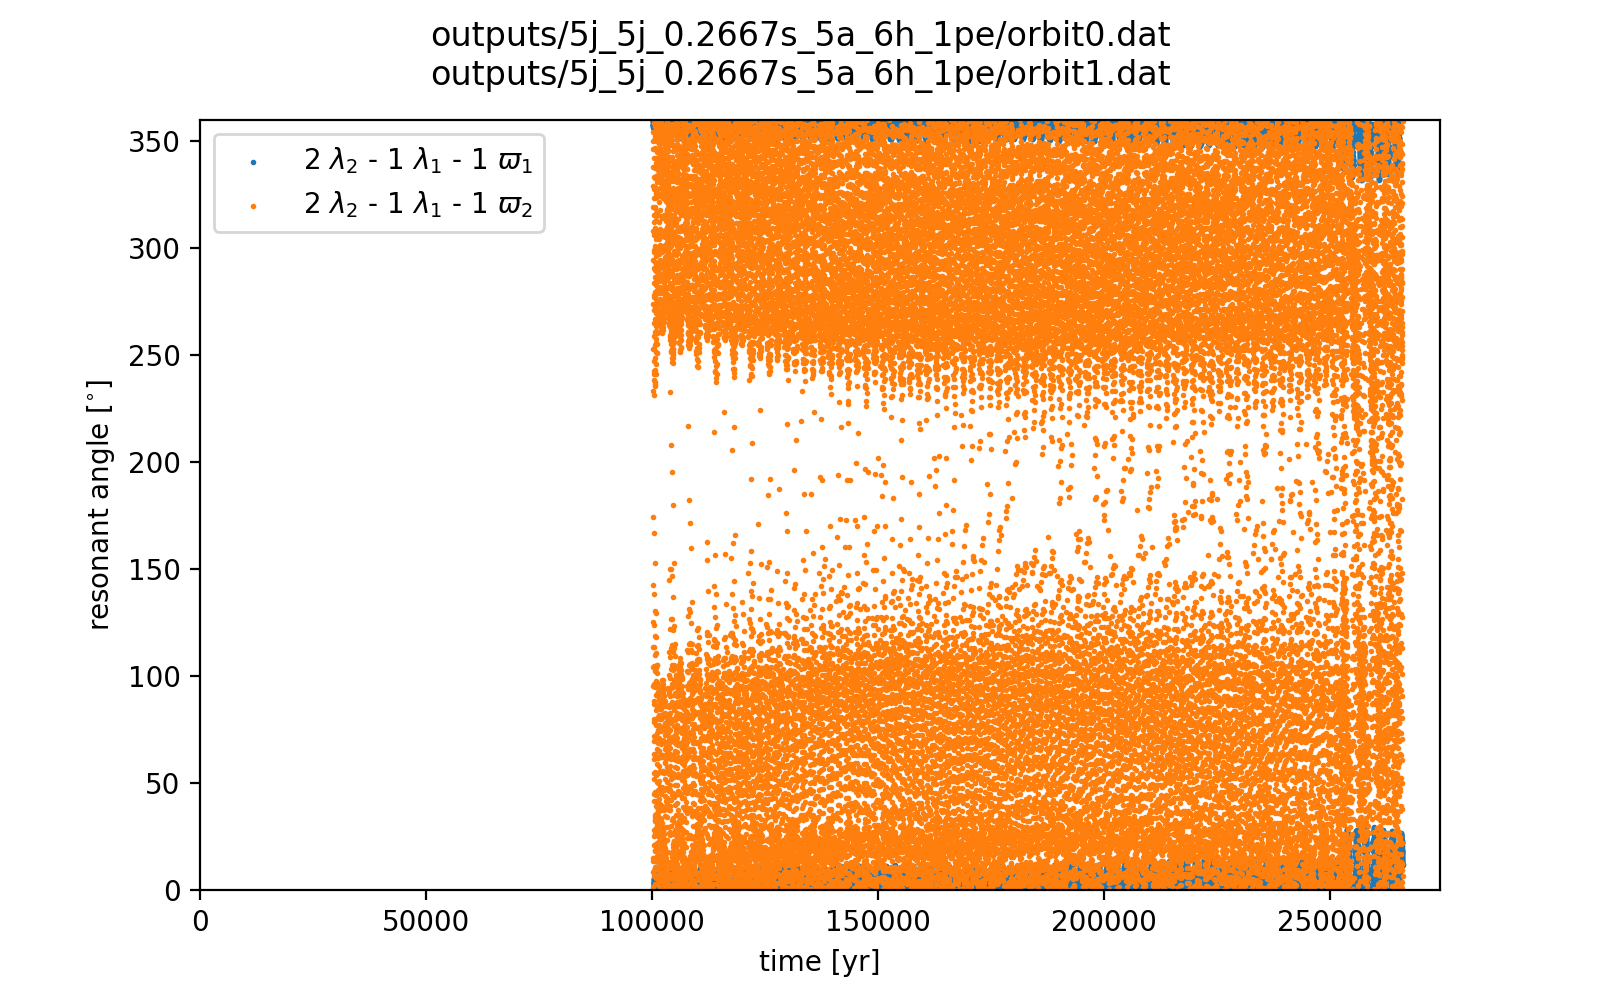 outputs/5j_5j_0.2667s_5a_6h_1pe/orbit0.dat
outputs/5j_5j_0.2667s_5a_6h_1pe/orbit1.dat
2 λ₂ - 1 λ₁ - 1 ϖ₁
2 λ₂ - 1 λ₁ - 1 ϖ₂
350
300
250
200
150
100
50
0
resonant angle [°]
0 50000 100000 150000 200000 250000
time [yr]